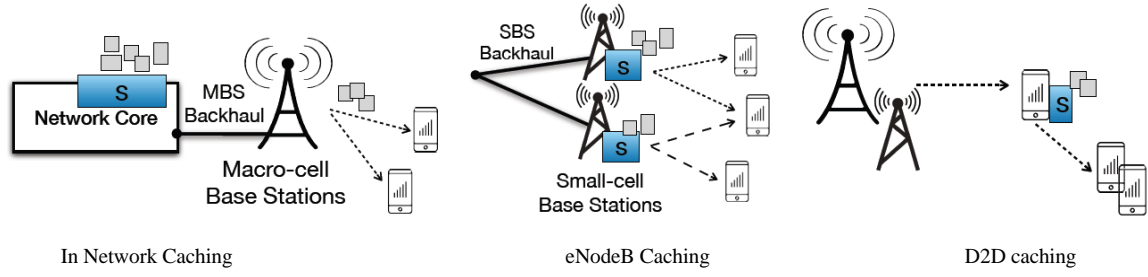 S
Network Core
MBS
Backhaul
Macro-cell
Base Stations
In Network Caching
SBS
Backhaul
S
S
Small-cell
Base Stations
eNodeB Caching
S
D2D caching